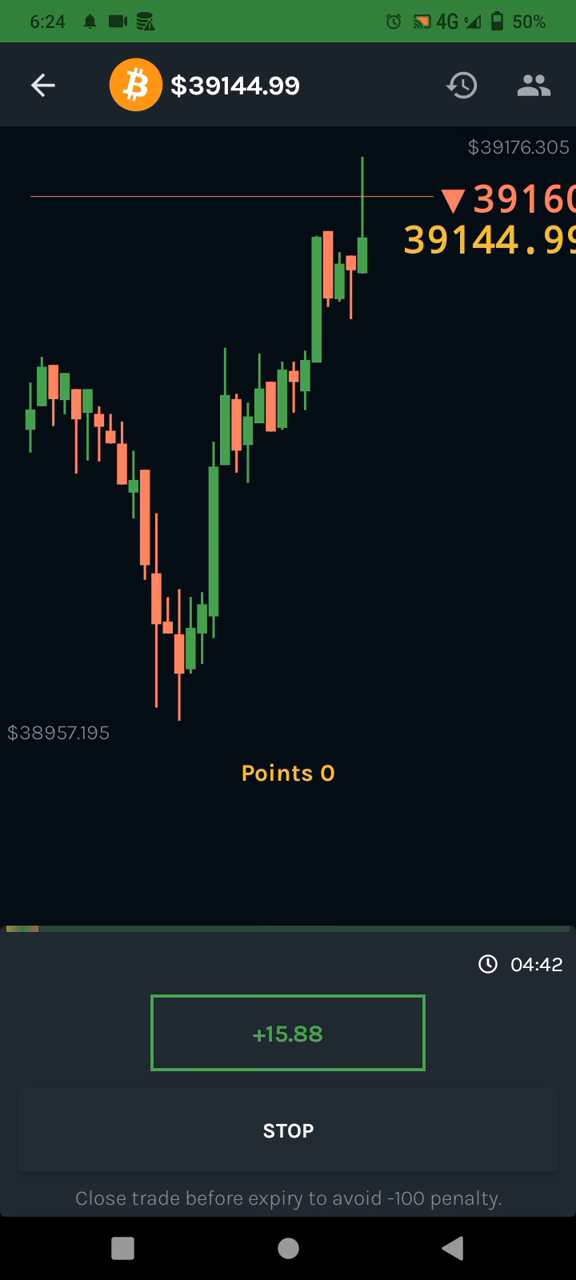 6:24 4G 50%
$39144.99
$39176.305
▼39160
39144.99
$38957.195
Points 0
04:42
+15.88
STOP
Close trade before expiry to avoid -100 penalty.